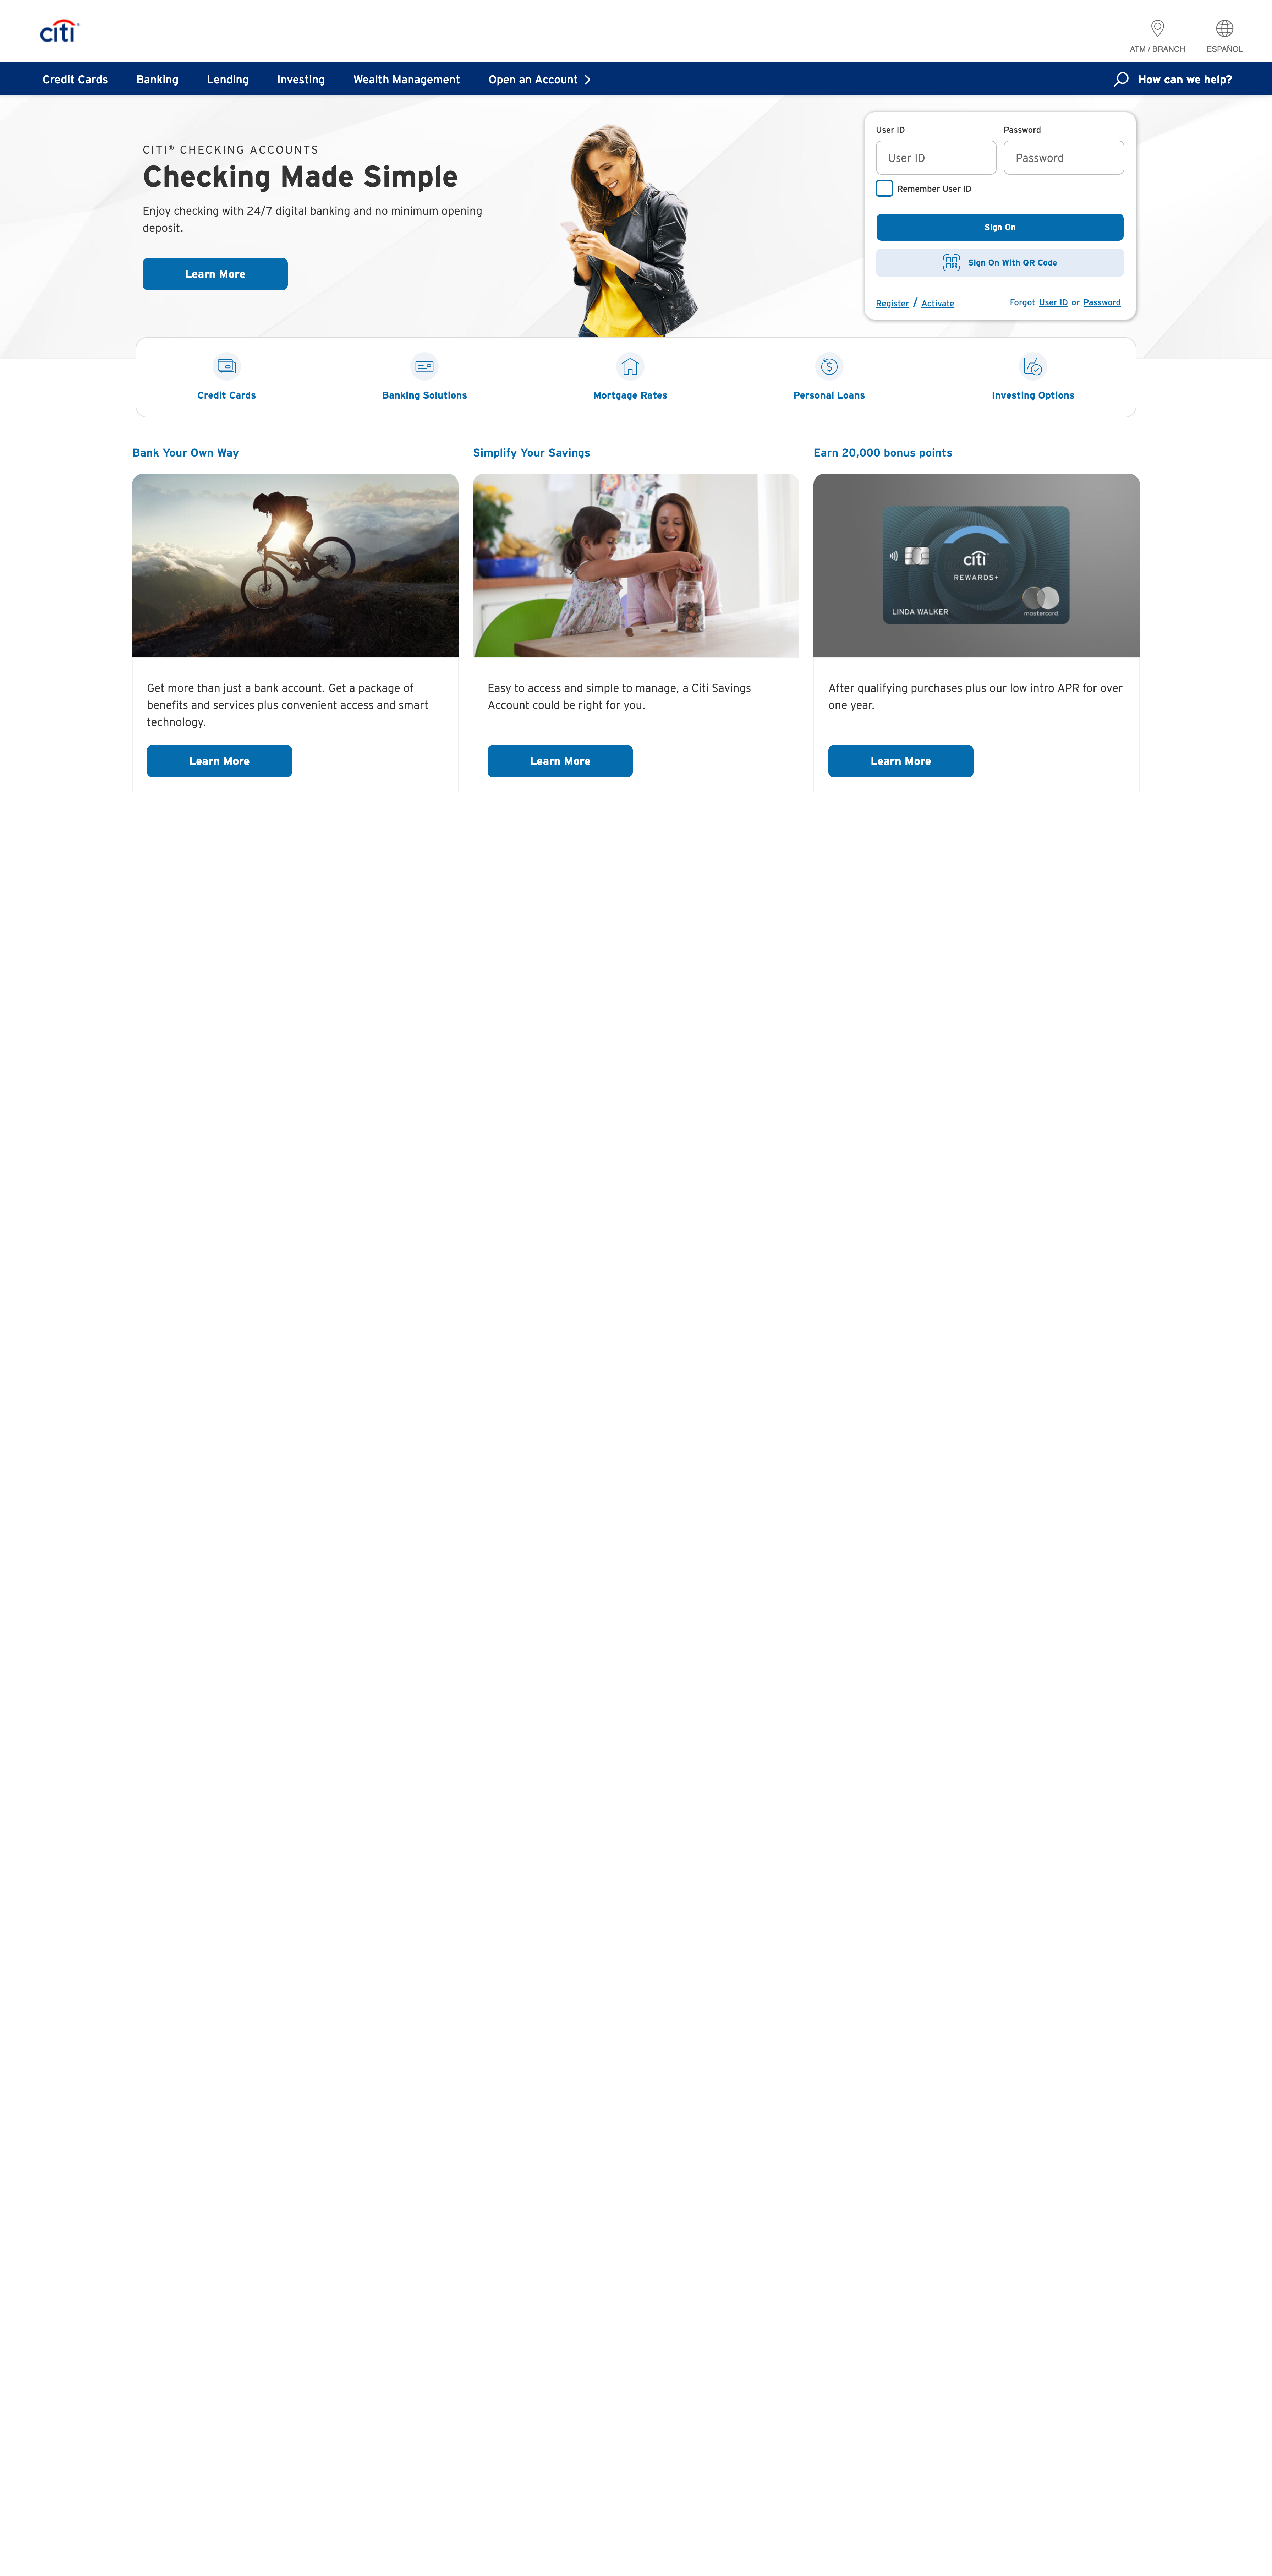 citi®
ATM / BRANCH
ESPAÑOL
Credit Cards
Banking
Lending
Investing
Wealth Management
Open an Account
How can we help?
CITI® CHECKING ACCOUNTS
Checking Made Simple
Enjoy checking with 24/7 digital banking and no minimum opening
deposit.
Learn More
User ID
Password
User ID
Password
Remember User ID
Sign On
Sign On With QR Code
Register / Activate
Forgot User ID or Password
Credit Cards
Banking Solutions
Mortgage Rates
Personal Loans
Investing Options
Bank Your Own Way
Get more than just a bank account. Get a package of
benefits and services plus convenient access and smart
technology.
Learn More
Simplify Your Savings
Easy to access and simple to manage, a Citi Savings
Account could be right for you.
Learn More
Earn 20,000 bonus points
citi
REWARDS+
LINDA WALKER
mastercard
After qualifying purchases plus our low intro APR for over
one year.
Learn More